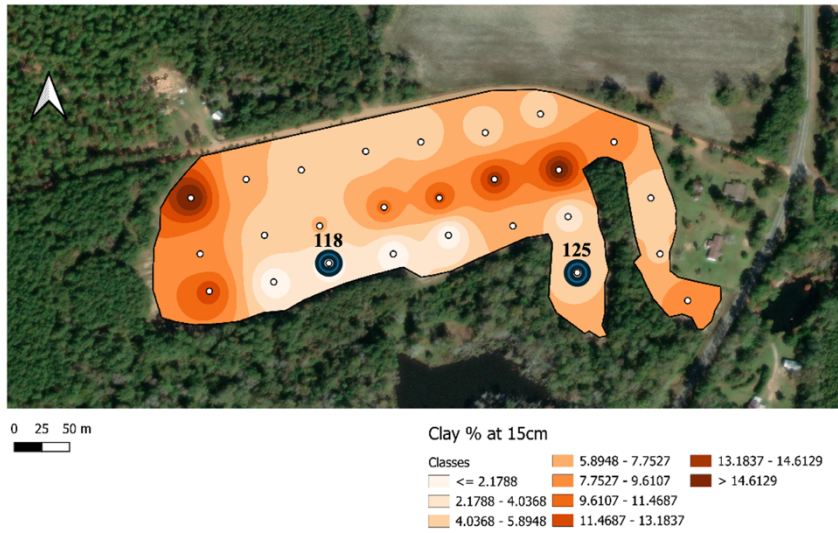 118
125
0 25 50 m
Clay % at 15cm
Classes
<= 2.1788
2.1788 - 4.0368
4.0368 - 5.8948
5.8948 - 7.7527
7.7527 - 9.6107
9.6107 - 11.4687
11.4687 - 13.1837
13.1837 - 14.6129
> 14.6129